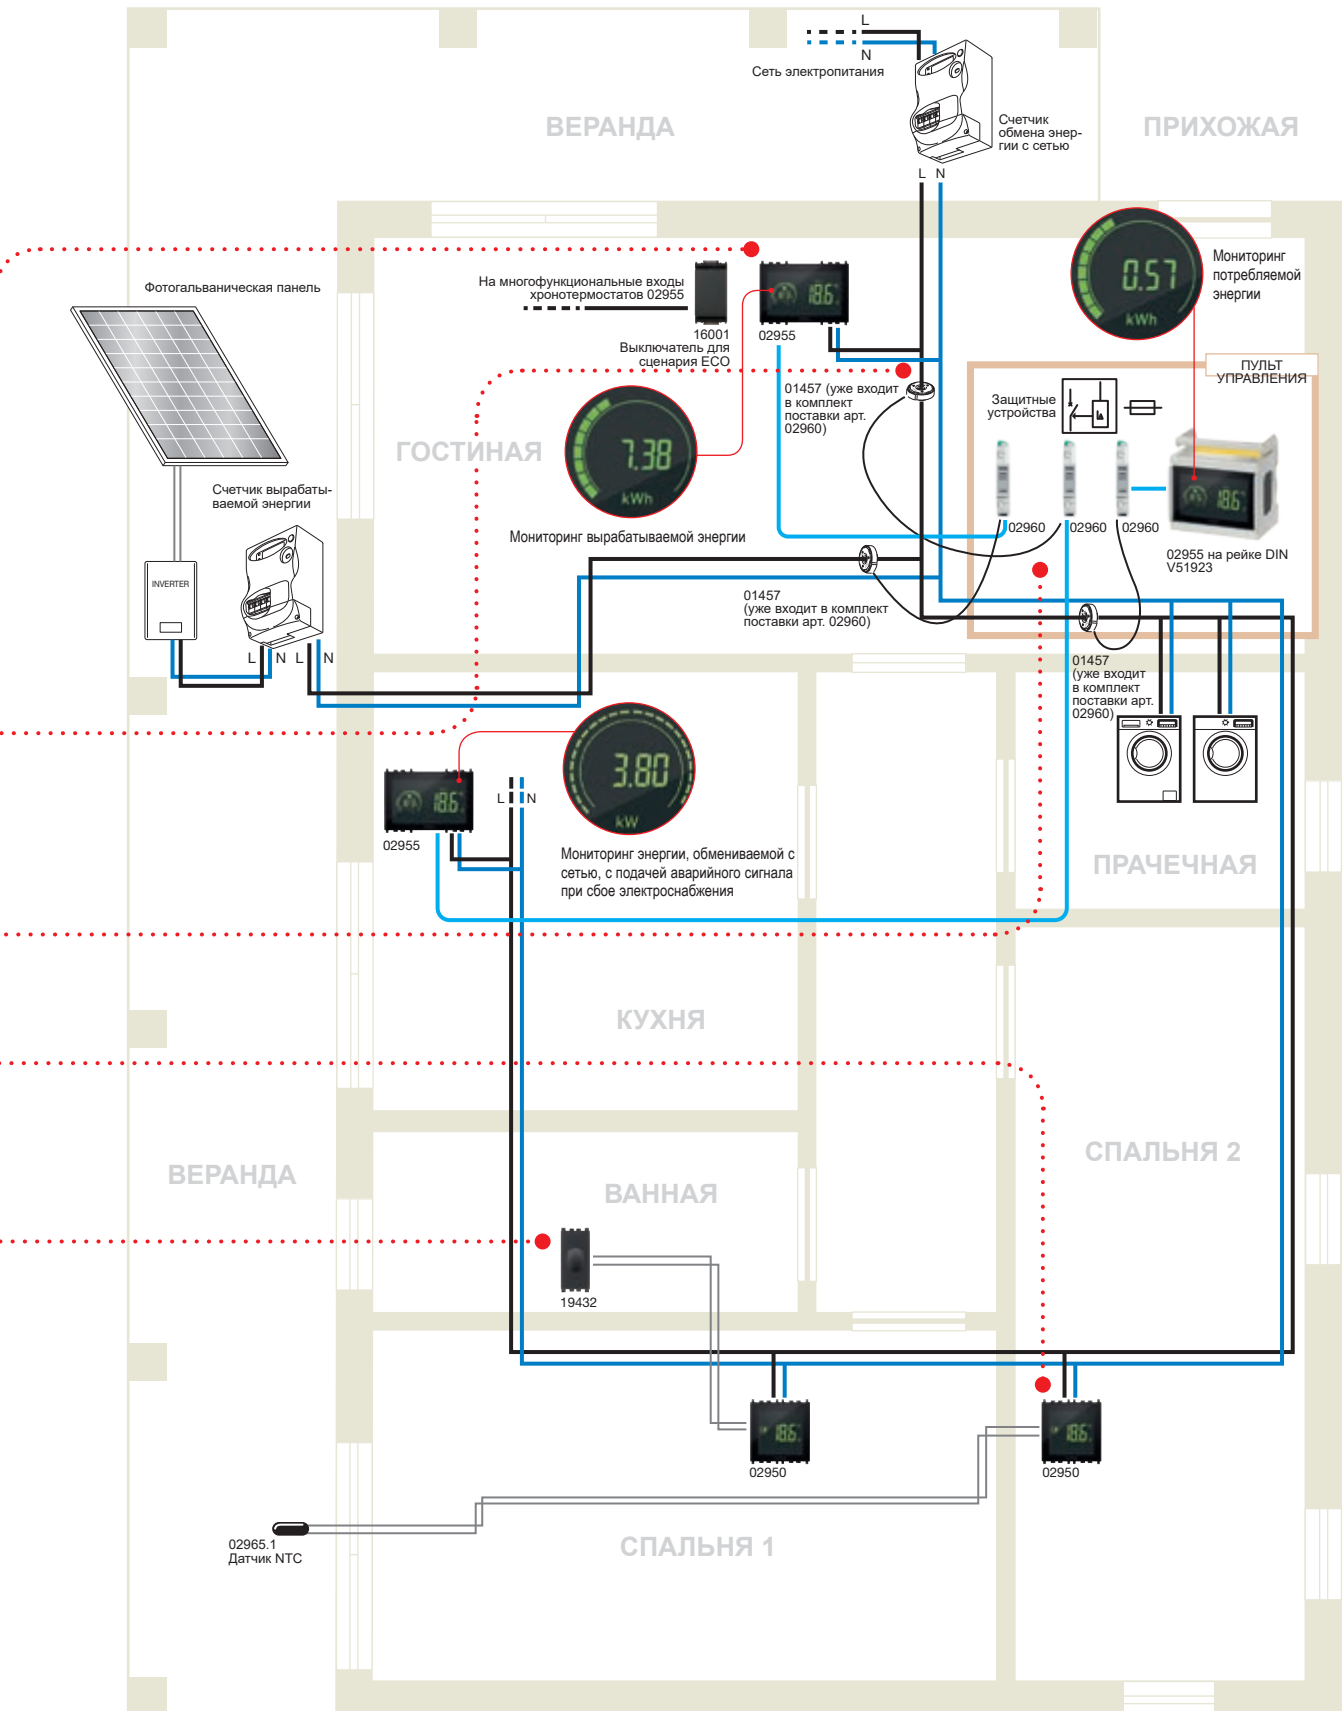 L
N
Сеть электропитания
ВЕРАНДА
Счетчик
обмена энер-
гии с сетью
ПРИХОЖАЯ
L N
Мониторинг
потребляемой
энергии
0.57
kWh
Фотогальваническая панель
На многофункциональные входы
хронотермостатов 02955
18.6
16001
Выключатель для
сценария ECO
02955
ПУЛЬТ
УПРАВЛЕНИЯ
01457 (уже входит
в комплект
поставки арт.
02960)
Защитные
устройства
ГОСТИНАЯ
7.38
kWh
Счетчик вырабаты-
ваемой энергии
Мониторинг вырабатываемой энергии
02960
02960
02960
18.6
02955 на рейке DIN
V51923
INVERTER
01457
(уже входит в комплект
поставки арт. 02960)
L N L N
01457
(уже входит
в комплект
поставки арт.
02960)
3.80
kW
18.6
02955
L N
Мониторинг энергии, обмениваемой с
сетью, с подачей аварийного сигнала
при сбое электроснабжения
ПРАЧЕЧНАЯ
КУХНЯ
СПАЛЬНЯ 2
ВЕРАНДА
ВАННАЯ
19432
18.6
02950
18.6
02950
02965.1
Датчик NTC
СПАЛЬНЯ 1